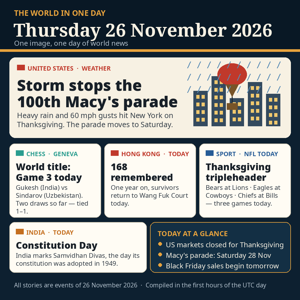 THE WORLD IN ONE DAY
Thursday 26 November 2026
One image, one day of world news
UNITED STATES · WEATHER
Storm stops the
100th Macy's parade
Heavy rain and 60 mph gusts hit New York on
Thanksgiving. The parade moves to Saturday.
CHESS · GENEVA
World title:
Game 3 today
Gukesh (India) vs
Sindarov (Uzbekistan).
Two draws so far — tied
1–1.
HONG KONG · TODAY
168
remembered
One year on, survivors
return to Wang Fuk Court
today.
SPORT · NFL TODAY
Thanksgiving
tripleheader
Bears at Lions · Eagles at
Cowboys · Chiefs at Bills
— three games today.
INDIA · TODAY
Constitution Day
India marks Samvidhan Divas, the day its
constitution was adopted in 1949.
TODAY AT A GLANCE
US markets closed for Thanksgiving
Macy's parade: Saturday 28 Nov
Black Friday sales begin tomorrow
All stories are events of 26 November 2026 · Compiled in the first hours of the UTC day